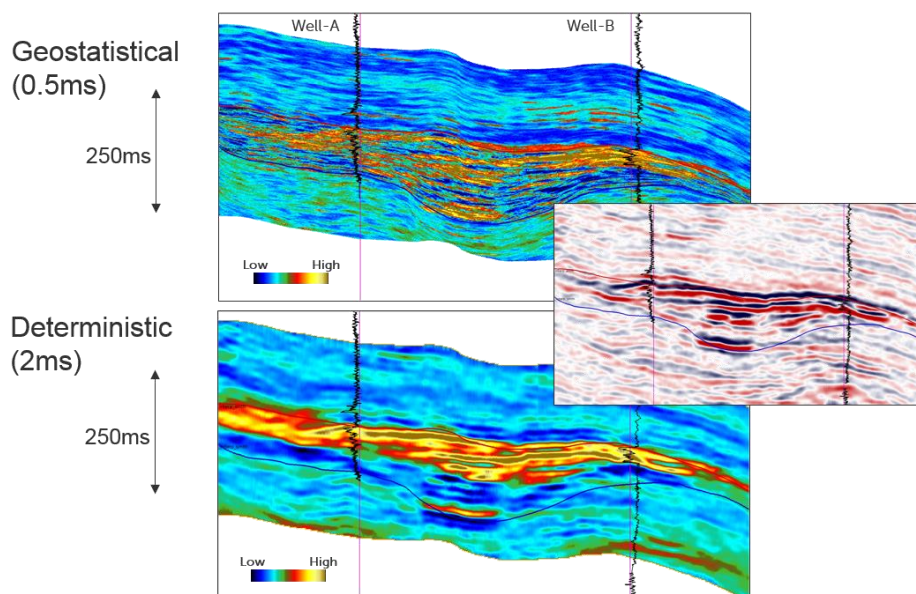 Well-A
Well-B
Geostatistical
(0.5ms)
250ms
Low
High
Deterministic
(2ms)
250ms
Low
High